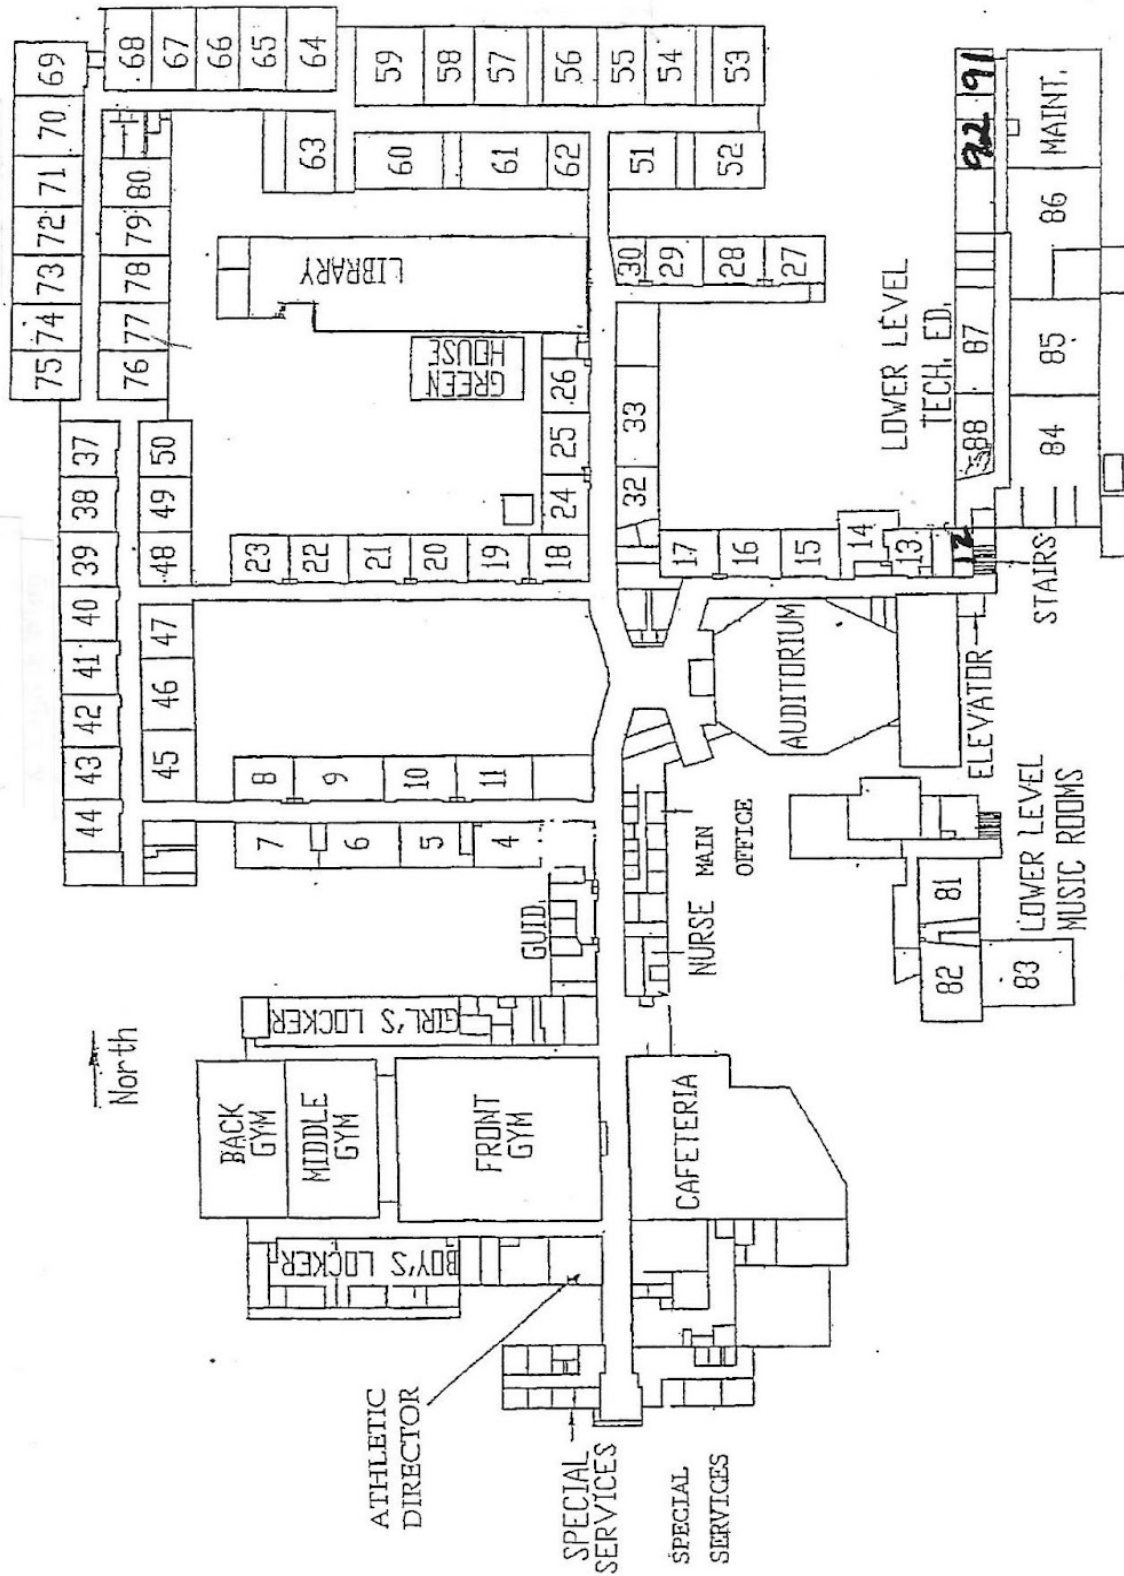 69
70
71
72
73
74
75
68
67
66
65
64
80
79
78
77
76
63
59
58
57
56
55
54
53
60
61
62
51
52
37
38
39
40
41
42
43
44
50
49
48
47
46
45
LIBRARY
GREEN
HOUSE
30
29
28
27
26
25
24
33
32
23
22
21
20
19
18
17
16
15
14
13
12
8
9
10
11
7
6
5
4
GUID
AUDITORIUM
MAIN
OFFICE
NURSE
LOWER LEVEL
TECH. ED.
92
91
MAINT.
86
87
85
88
84
STAIRS
ELEVATOR
LOWER LEVEL
MUSIC ROOMS
81
82
83
North
GIRL'S LOCKER
BACK
GYM
MIDDLE
GYM
FRONT
GYM
CAFETERIA
BOY'S LOCKER
ATHLETIC
DIRECTOR
SPECIAL
SERVICES
SPECIAL
SERVICES